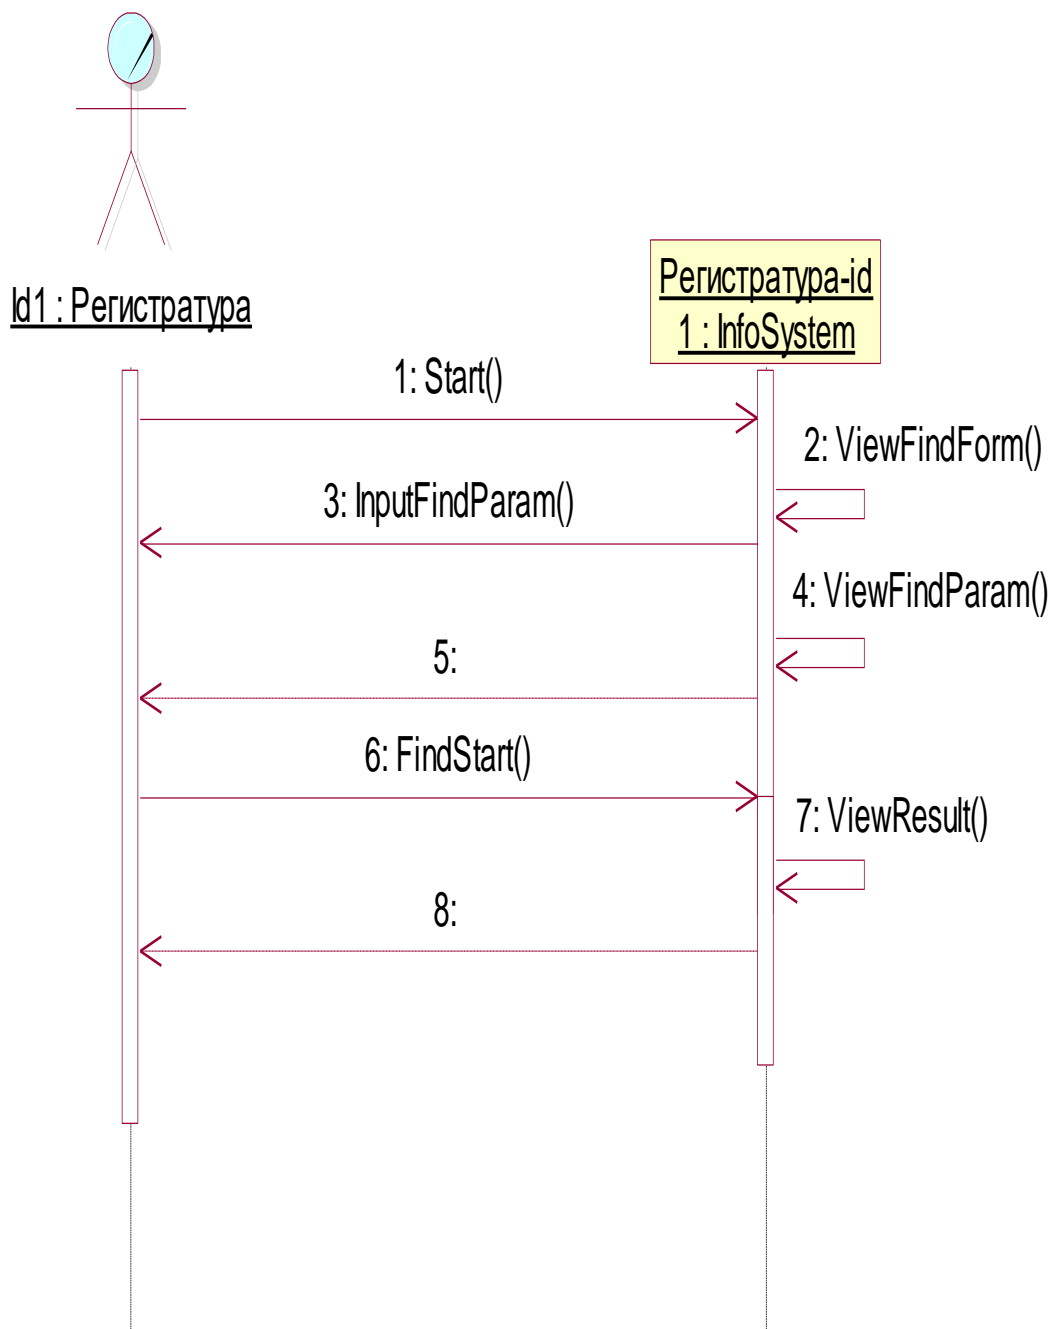 Id1 : Регистратура
Регистратура-id
1 : InfoSystem
1: Start()
2: ViewFindForm()
3: InputFindParam()
4: ViewFindParam()
5:
6: FindStart()
7: ViewResult()
8: